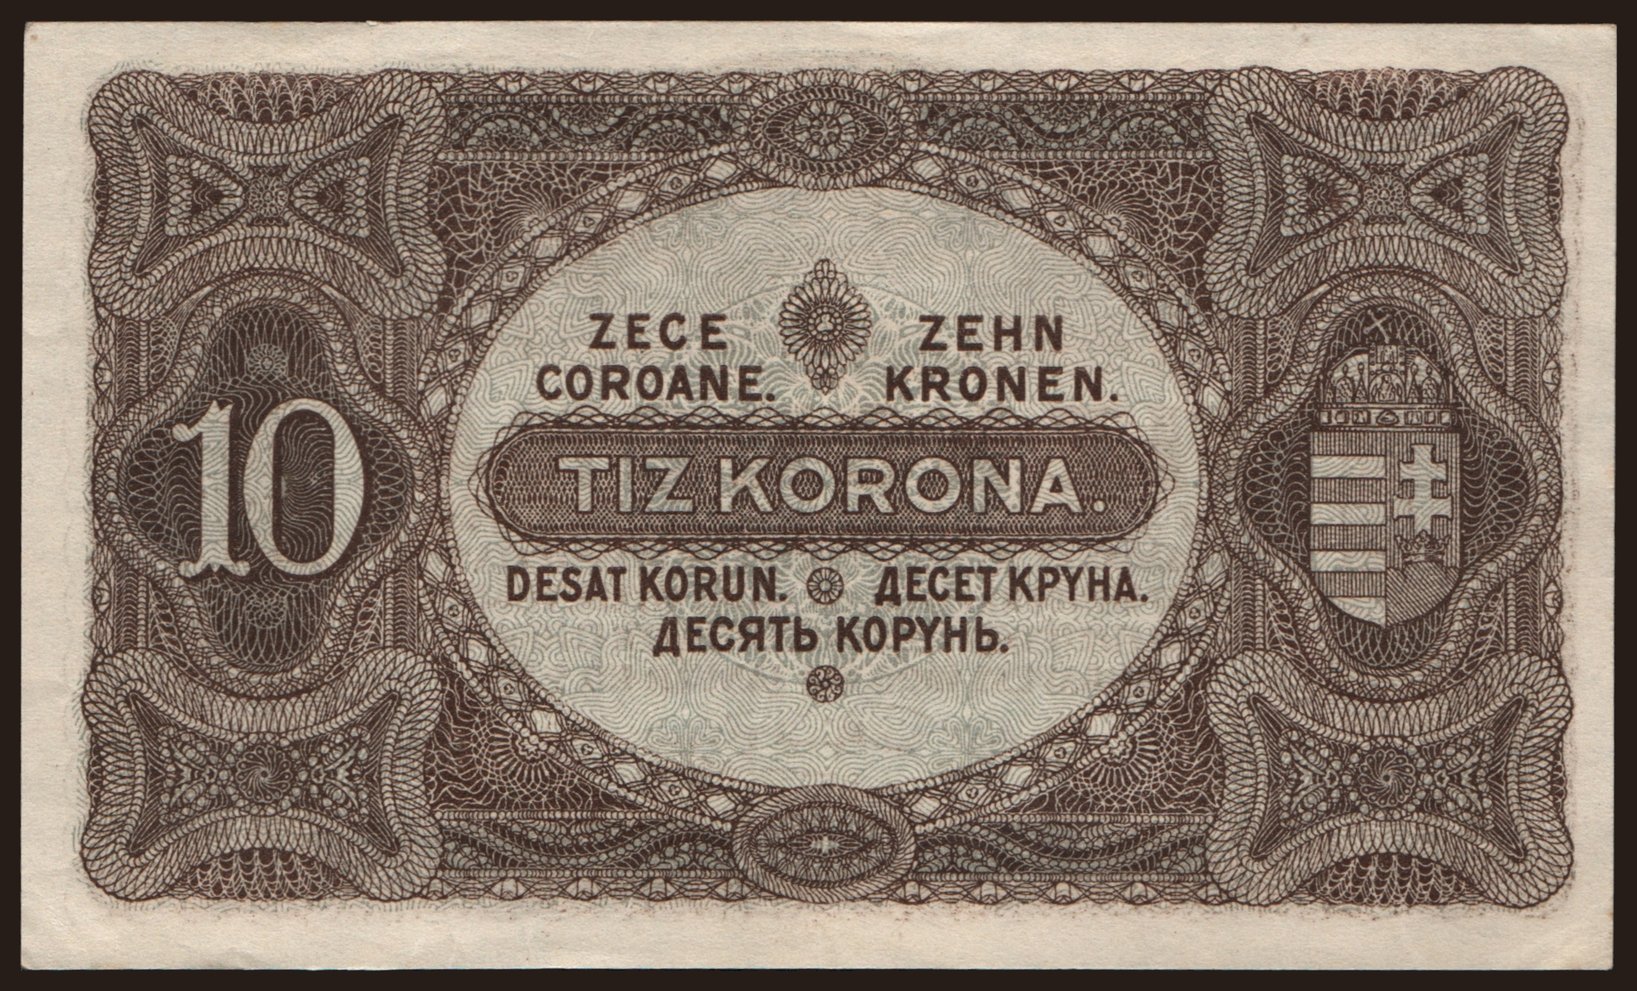 ZECE
COROANE.
ZEHN
KRONEN.
10
TIZ KORONA.
DESAT KORUN.
ДЕСЕТ КРУНА.
ДЕСЯТЬ КОРУНЬ.